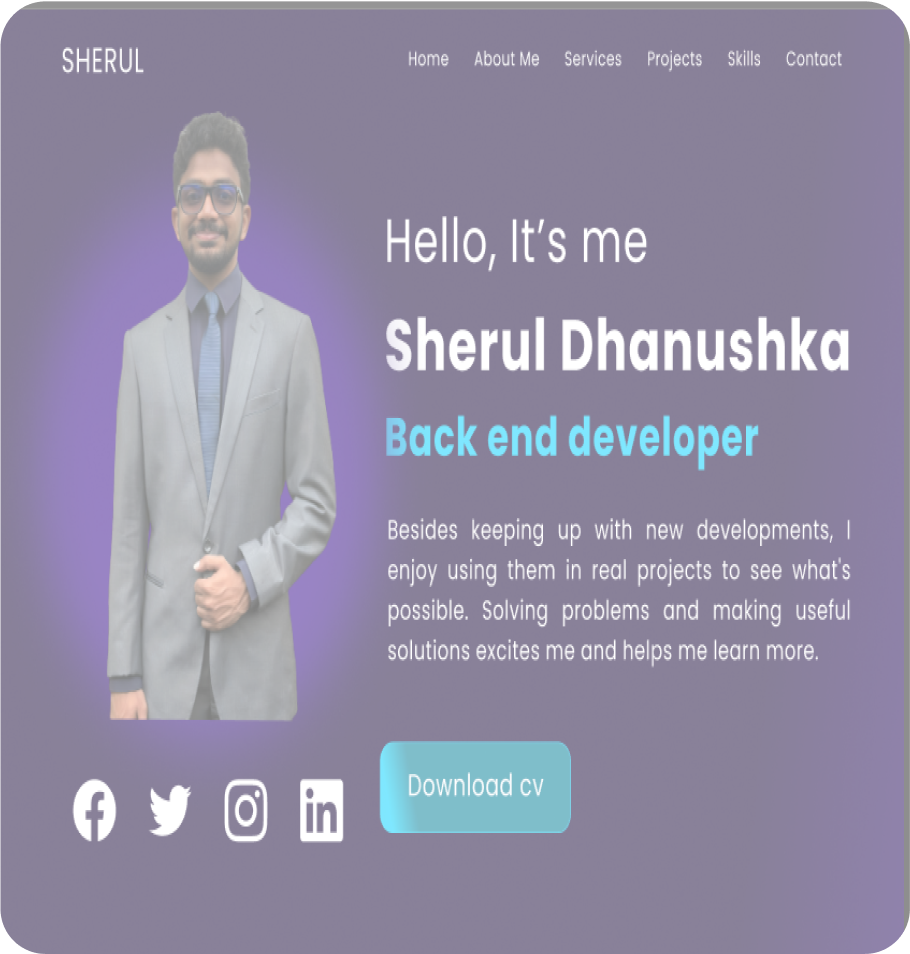 SHERUL
Home About Me Services Projects Skills Contact
Hello, It’s me
Sherul Dhanushka
Back end developer
Besides keeping up with new developments, I
enjoy using them in real projects to see what's
possible. Solving problems and making useful
solutions excites me and helps me learn more.
Download cv